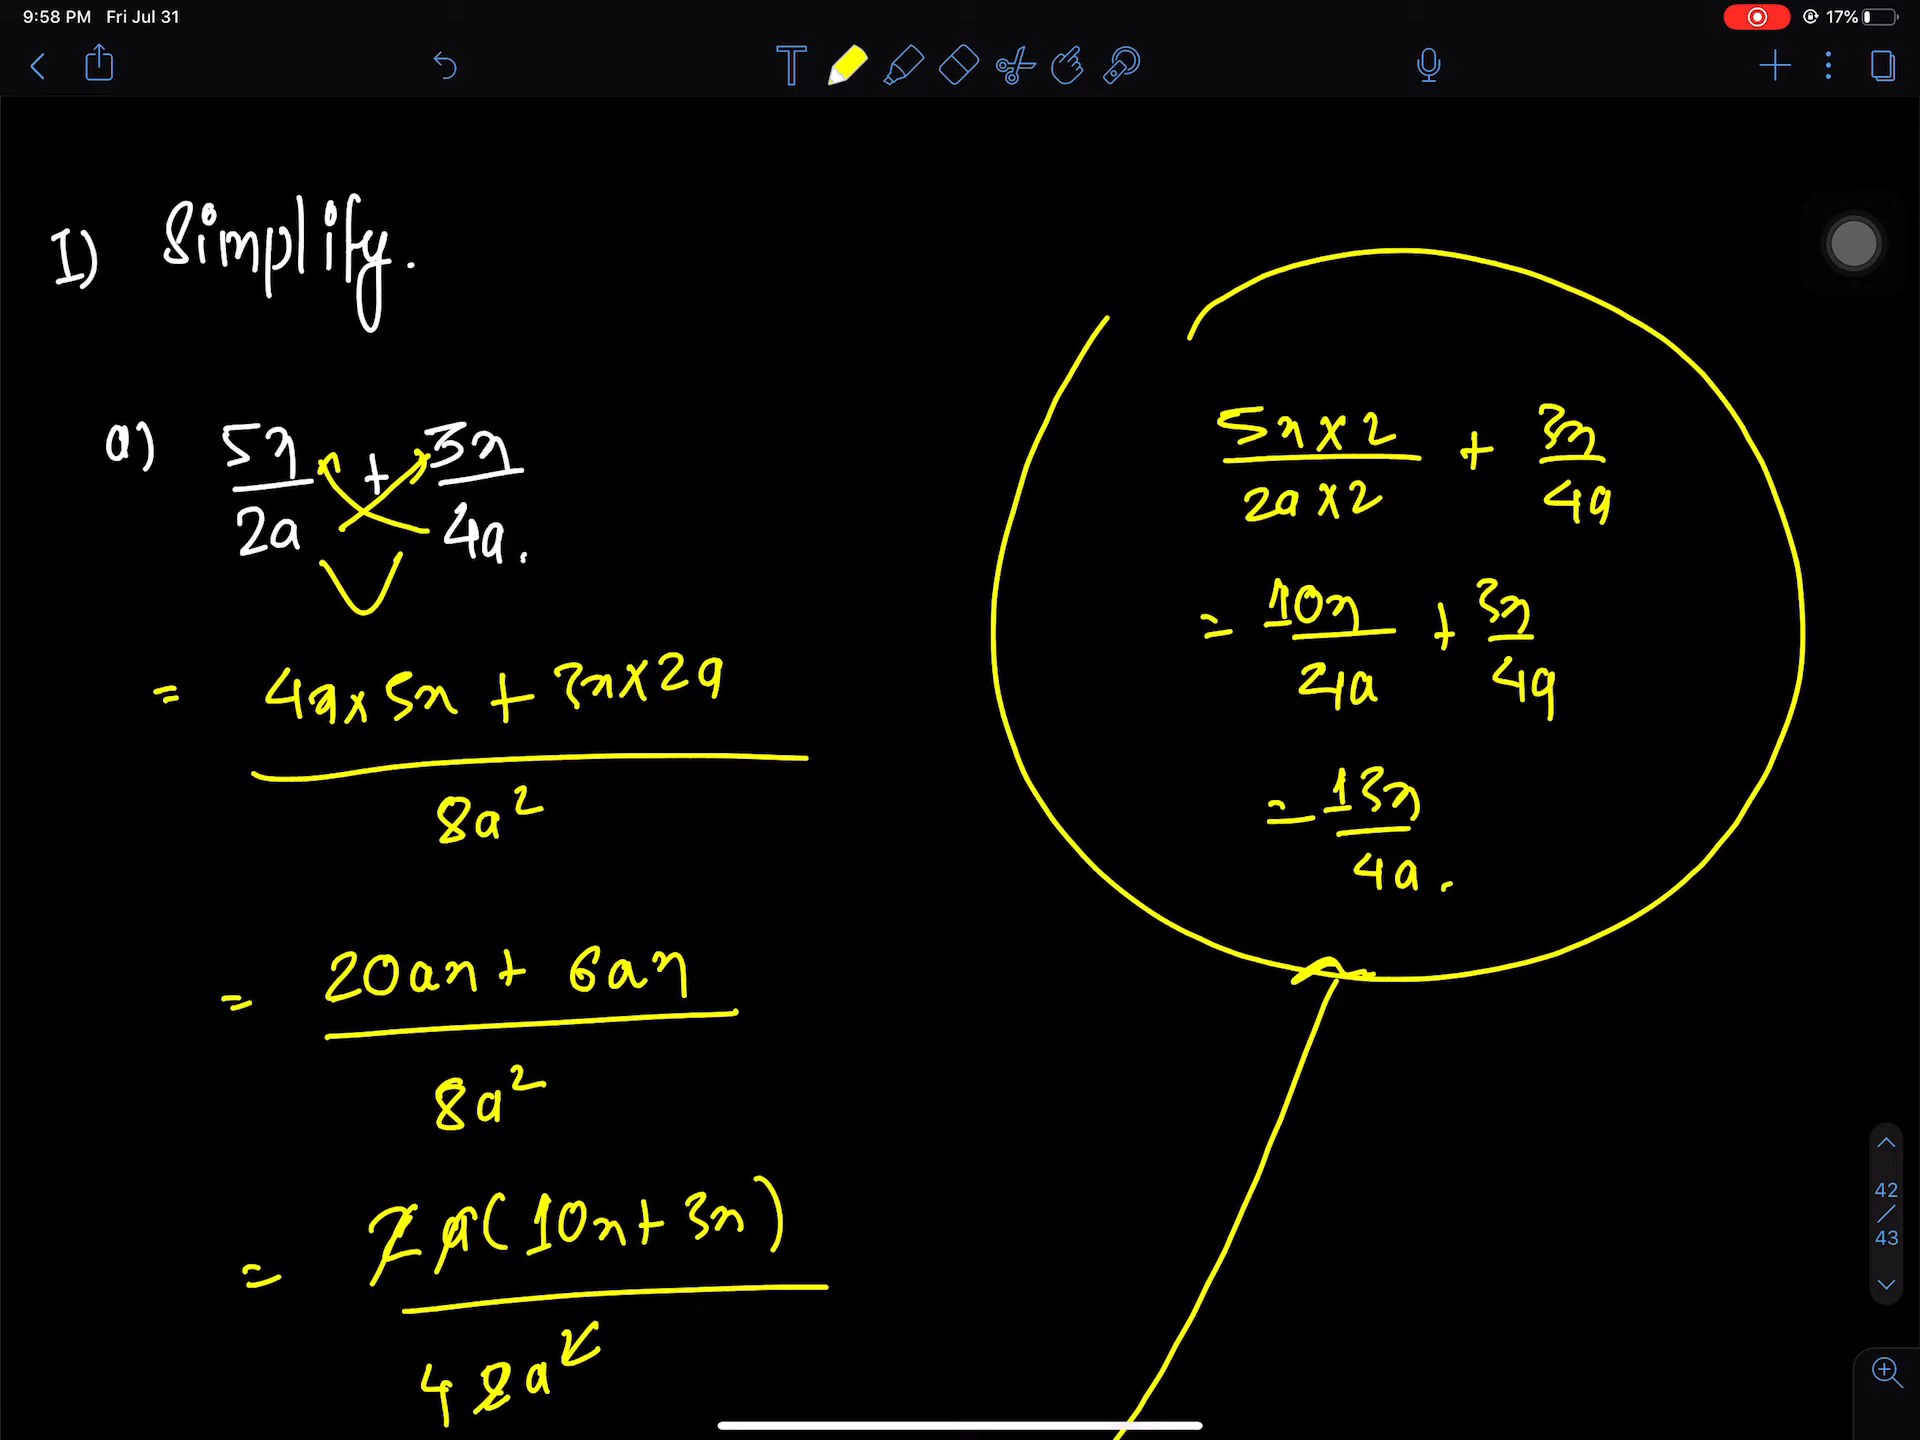 9:58 PM Fri Jul 31
17%
I) Simplify.
a) 5x/2a + 3x/4a.
= (4a x 5x + 3x x 2a)/8a²
= (20ax + 6ax)/8a²
= 2a(10x + 3x)/4 8a²
(5x x 2)/(2a x 2) + 3x/4a
= 10x/4a + 3x/4a
= 13x/4a.
42
/
43